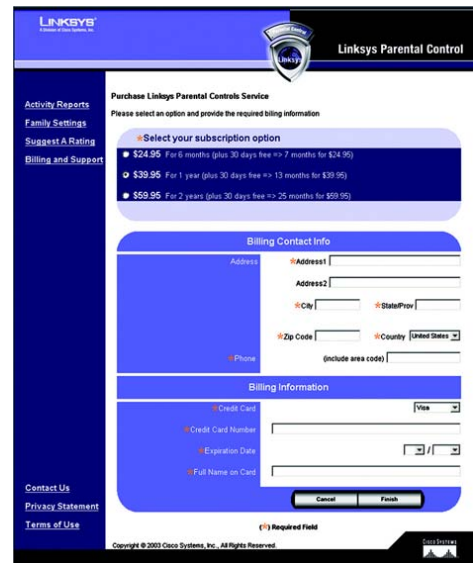 LINKSYS®
A Division of Cisco Systems, Inc.
Parental Control
Linksys
Linksys Parental Control
Activity Reports
Family Settings
Suggest A Rating
Billing and Support
Purchase Linksys Parental Controls Service
Please select an option and provide the required biling information
*Select your subscription option
$24.95 For 6 months (plus 30 days free => 7 months for $24.95)
$39.95 For 1 year (plus 30 days free => 13 months for $39.95)
$59.95 For 2 years (plus 30 days free => 25 months for $59.95)
Billing Contact Info
Address *Address1
Address2
*City *State/Prov
*Zip Code *Country United States
*Phone (include area code)
Billing Information
*Credit Card Visa
*Credit Card Number
*Expiration Date /
*Full Name on Card
Cancel Finish
(*) Required Field
Contact Us
Privacy Statement
Terms of Use
Copyright © 2003 Cisco Systems, Inc., All Rights Reserved.
CISCO SYSTEMS